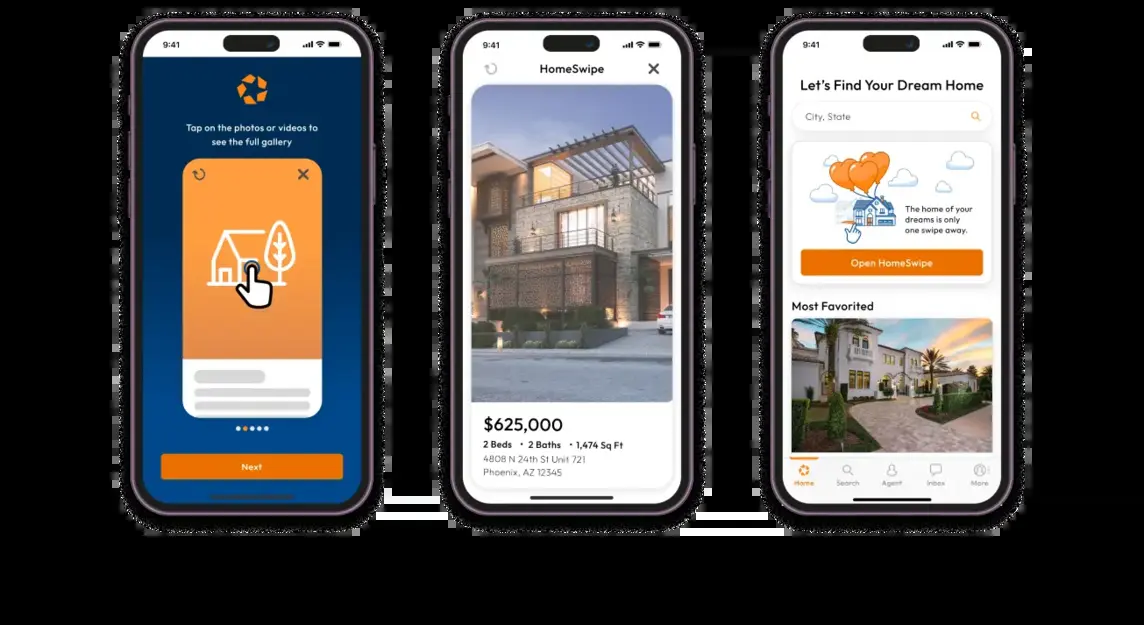 9:41
Tap on the photos or videos to
see the full gallery
Next
9:41
HomeSwipe
$625,000
2 Beds • 2 Baths • 1,474 Sq Ft
4808 N 24th St Unit 721
Phoenix, AZ 12345
9:41
Let's Find Your Dream Home
City, State
The home of your
dreams is only
one swipe away.
Open HomeSwipe
Most Favorited
Home Search Agent Inbox More